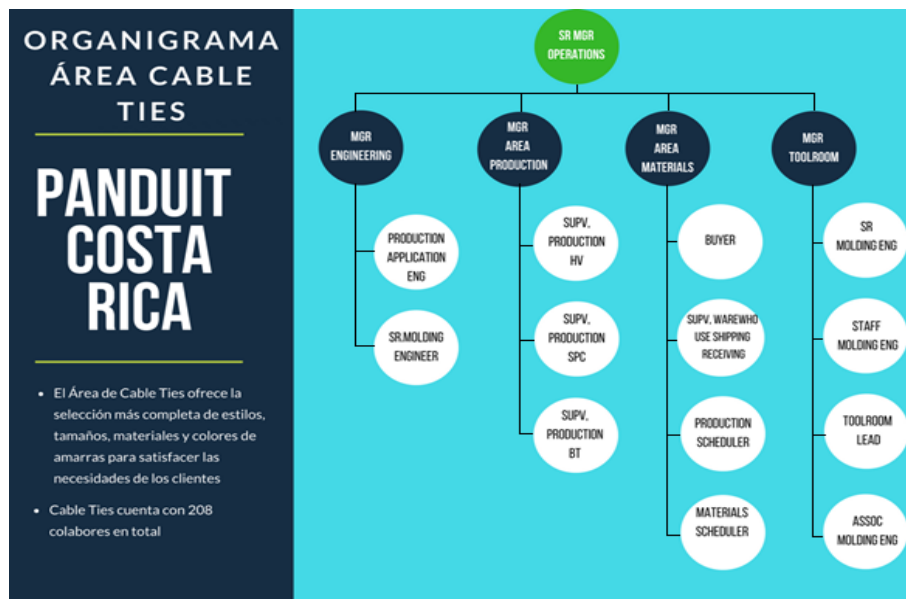 ORGANIGRAMA
ÁREA CABLE
TIES
PANDUIT
COSTA
RICA
• El Área de Cable Ties ofrece la
selección más completa de estilos,
tamaños, materiales y colores de
amarras para satisfacer las
necesidades de los clientes
• Cable Ties cuenta con 208
colabores en total
SR MGR
OPERATIONS
MGR
ENGINEERING
PRODUCTION
APPLICATION
ENG
SR.MOLDING
ENGINEER
MGR
AREA
PRODUCTION
SUPV,
PRODUCTION
HV
SUPV,
PRODUCTION
SPC
SUPV,
PRODUCTION
BT
MGR
AREA
MATERIALS
BUYER
SUPV, WAREWHO
USE SHIPPING
RECEIVING
PRODUCTION
SCHEDULER
MATERIALS
SCHEDULER
MGR
TOOLROOM
SR
MOLDING ENG
STAFF
MOLDING ENG
TOOLROOM
LEAD
ASSOC
MOLDING ENG